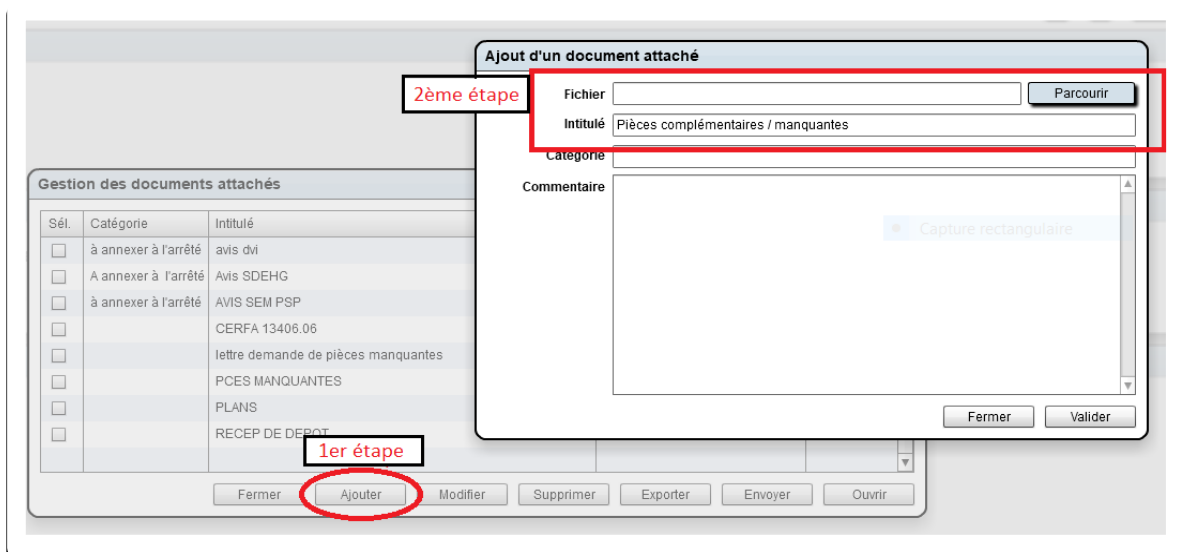 Ajout d'un document attaché
2ème étape
Fichier
Parcourir
Intitulé Pièces complémentaires / manquantes
Catégorie
Commentaire
Capture rectangulaire
Gestion des documents attachés
Sél. Catégorie Intitulé
à annexer à l'arrêté avis dvi
A annexer à l'arrêté Avis SDEHG
à annexer à l'arrêté AVIS SEM PSP
CERFA 13406.06
lettre demande de pièces manquantes
PCES MANQUANTES
PLANS
RECEP DE DEPOT
Fermer Valider
1er étape
Fermer Ajouter Modifier Supprimer Exporter Envoyer Ouvrir